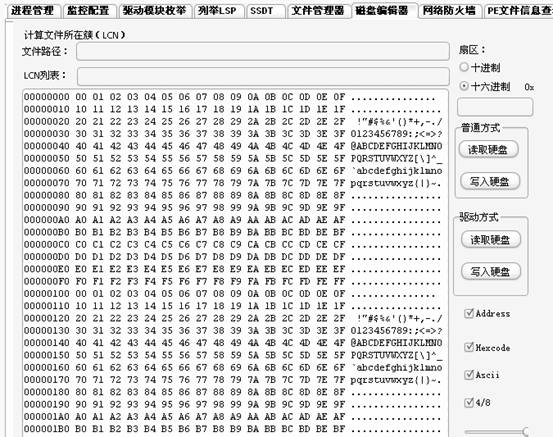 进程管理 监控配置 驱动模块枚举 列举LSP SSDT 文件管理器 磁盘编辑器 网络防火墙 PE文件信息查
计算文件所在簇(LCN)
文件路径:
LCN列表:
00000000 00 01 02 03 04 05 06 07 08 09 0A 0B 0C 0D 0E 0F ................
00000010 10 11 12 13 14 15 16 17 18 19 1A 1B 1C 1D 1E 1F ................
00000020 20 21 22 23 24 25 26 27 28 29 2A 2B 2C 2D 2E 2F  !"#$%&'()*+,-./
00000030 30 31 32 33 34 35 36 37 38 39 3A 3B 3C 3D 3E 3F 0123456789:;<=>?
00000040 40 41 42 43 44 45 46 47 48 49 4A 4B 4C 4D 4E 4F @ABCDEFGHIJKLMNO
00000050 50 51 52 53 54 55 56 57 58 59 5A 5B 5C 5D 5E 5F PQRSTUVWXYZ[\]^_
00000060 60 61 62 63 64 65 66 67 68 69 6A 6B 6C 6D 6E 6F `abcdefghijklmno
00000070 70 71 72 73 74 75 76 77 78 79 7A 7B 7C 7D 7E 7F pqrstuvwxyz{|}~.
00000080 80 81 82 83 84 85 86 87 88 89 8A 8B 8C 8D 8E 8F ................
00000090 90 91 92 93 94 95 96 97 98 99 9A 9B 9C 9D 9E 9F ................
000000A0 A0 A1 A2 A3 A4 A5 A6 A7 A8 A9 AA AB AC AD AE AF ................
000000B0 B0 B1 B2 B3 B4 B5 B6 B7 B8 B9 BA BB BC BD BE BF ................
000000C0 C0 C1 C2 C3 C4 C5 C6 C7 C8 C9 CA CB CC CD CE CF ................
000000D0 D0 D1 D2 D3 D4 D5 D6 D7 D8 D9 DA DB DC DD DE DF ................
000000E0 E0 E1 E2 E3 E4 E5 E6 E7 E8 E9 EA EB EC ED EE EF ................
000000F0 F0 F1 F2 F3 F4 F5 F6 F7 F8 F9 FA FB FC FD FE FF ................
00000100 00 01 02 03 04 05 06 07 08 09 0A 0B 0C 0D 0E 0F ................
00000110 10 11 12 13 14 15 16 17 18 19 1A 1B 1C 1D 1E 1F ................
00000120 20 21 22 23 24 25 26 27 28 29 2A 2B 2C 2D 2E 2F  !"#$%&'()*+,-./
00000130 30 31 32 33 34 35 36 37 38 39 3A 3B 3C 3D 3E 3F 0123456789:;<=>?
00000140 40 41 42 43 44 45 46 47 48 49 4A 4B 4C 4D 4E 4F @ABCDEFGHIJKLMNO
00000150 50 51 52 53 54 55 56 57 58 59 5A 5B 5C 5D 5E 5F PQRSTUVWXYZ[\]^_
00000160 60 61 62 63 64 65 66 67 68 69 6A 6B 6C 6D 6E 6F `abcdefghijklmno
00000170 70 71 72 73 74 75 76 77 78 79 7A 7B 7C 7D 7E 7F pqrstuvwxyz{|}~.
00000180 80 81 82 83 84 85 86 87 88 89 8A 8B 8C 8D 8E 8F ................
00000190 90 91 92 93 94 95 96 97 98 99 9A 9B 9C 9D 9E 9F ................
000001A0 A0 A1 A2 A3 A4 A5 A6 A7 A8 A9 AA AB AC AD AE AF ................
000001B0 B0 B1 B2 B3 B4 B5 B6 B7 B8 B9 BA BB BC BD BE BF ................
扇区:
十进制
十六进制 0x
普通方式
读取硬盘
写入硬盘
驱动方式
读取硬盘
写入硬盘
Address
Hexcode
Ascii
4/8